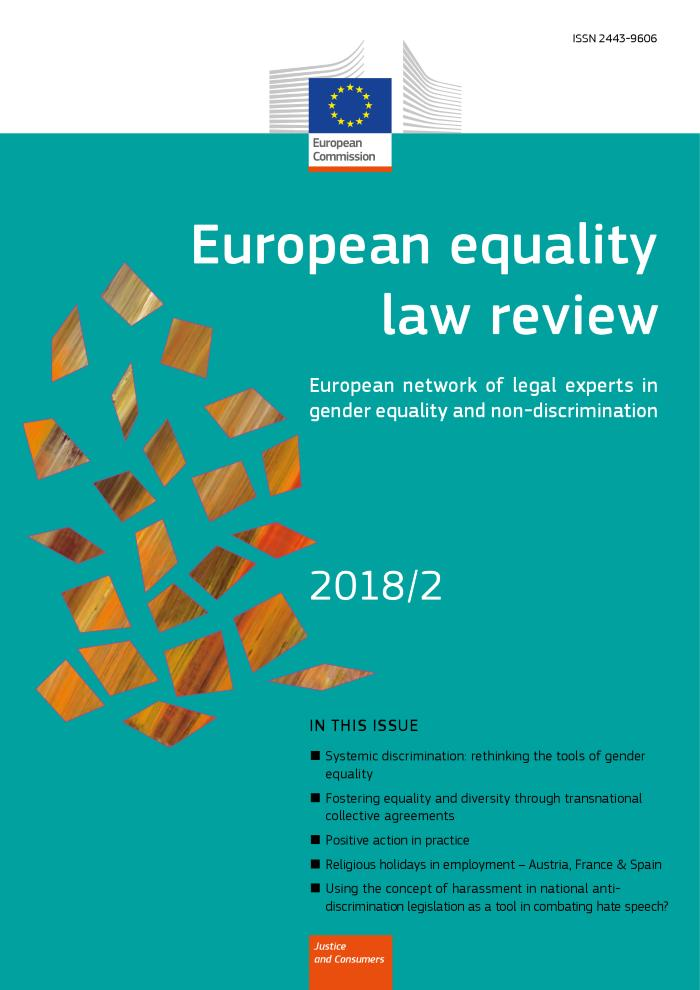 ISSN 2443-9606
European
Commission
European equality
law review
European network of legal experts in
gender equality and non-discrimination
2018/2
IN THIS ISSUE
■ Systemic discrimination: rethinking the tools of gender
equality
■ Fostering equality and diversity through transnational
collective agreements
■ Positive action in practice
■ Religious holidays in employment – Austria, France & Spain
■ Using the concept of harassment in national anti-
discrimination legislation as a tool in combating hate speech?
Justice
and Consumers